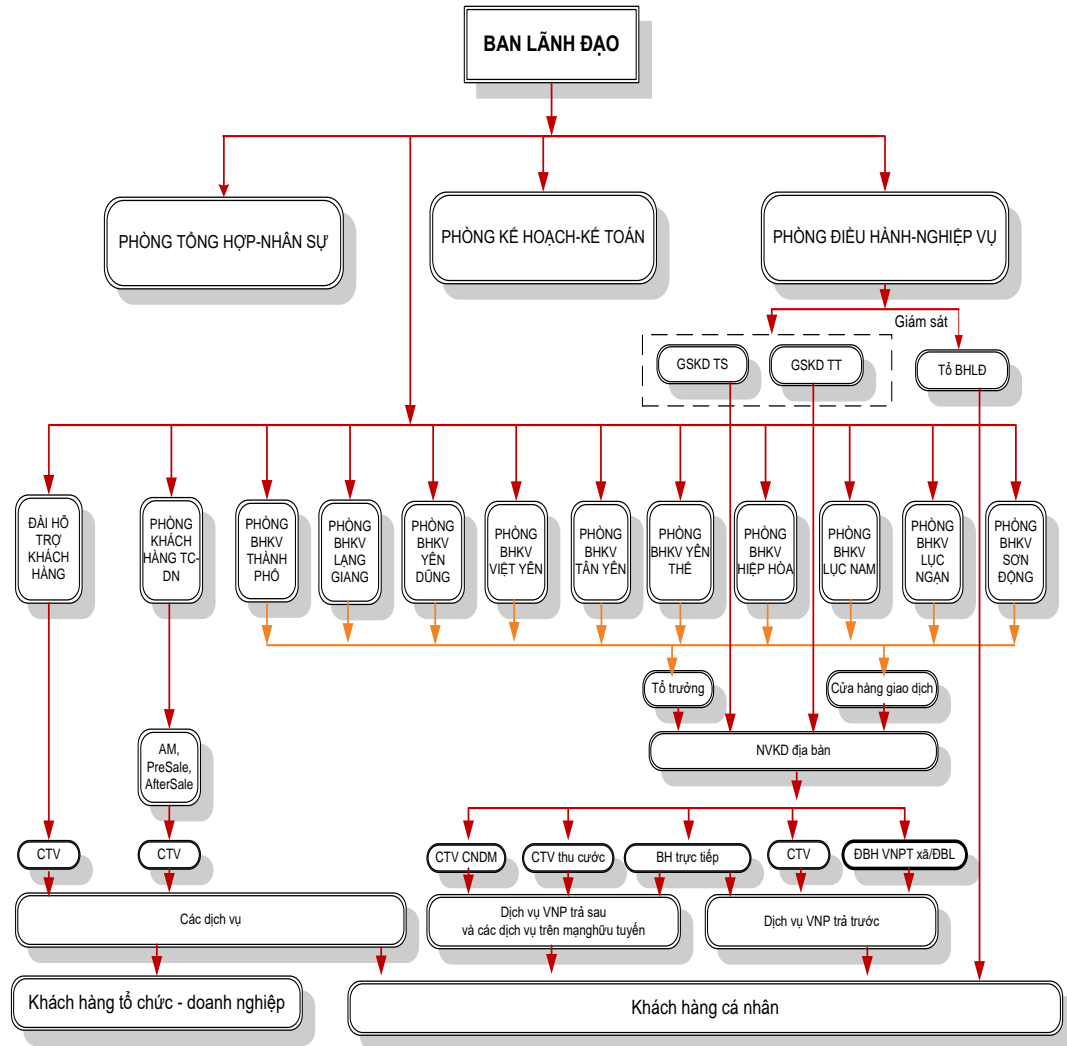 BAN LÃNH ĐẠO
PHÒNG TỔNG HỢP-NHÂN SỰ
PHÒNG KẾ HOẠCH-KẾ TOÁN
PHÒNG ĐIỀU HÀNH-NGHIỆP VỤ
Giám sát
GSKD TS
GSKD TT
Tổ BHLĐ
ĐÀI HỖ
TRỢ
KHÁCH
HÀNG
PHÒNG
KHÁCH
HÀNG TC-
DN
PHÒNG
BHKV
THÀNH
PHỐ
PHÒNG
BHKV
LẠNG
GIANG
PHÒNG
BHKV
YÊN
DŨNG
PHÒNG
BHKV
VIỆT YÊN
PHÒNG
BHKV
TÂN YÊN
PHÒNG
BHKV YÊN
THẾ
PHÒNG
BHKV
HIỆP HÒA
PHÒNG
BHKV
LỤC NAM
PHÒNG
BHKV
LỤC
NGẠN
PHÒNG
BHKV
SƠN
ĐỘNG
Tổ trưởng
Cửa hàng giao dịch
NVKD địa bàn
AM,
PreSale,
AfterSale
CTV
CTV
CTV CNDM
CTV thu cước
BH trực tiếp
CTV
ĐBH VNPT xã/ĐBL
Các dịch vụ
Dịch vụ VNP trả sau
và các dịch vụ trên mạnghữu tuyến
Dịch vụ VNP trả trước
Khách hàng tổ chức - doanh nghiệp
Khách hàng cá nhân